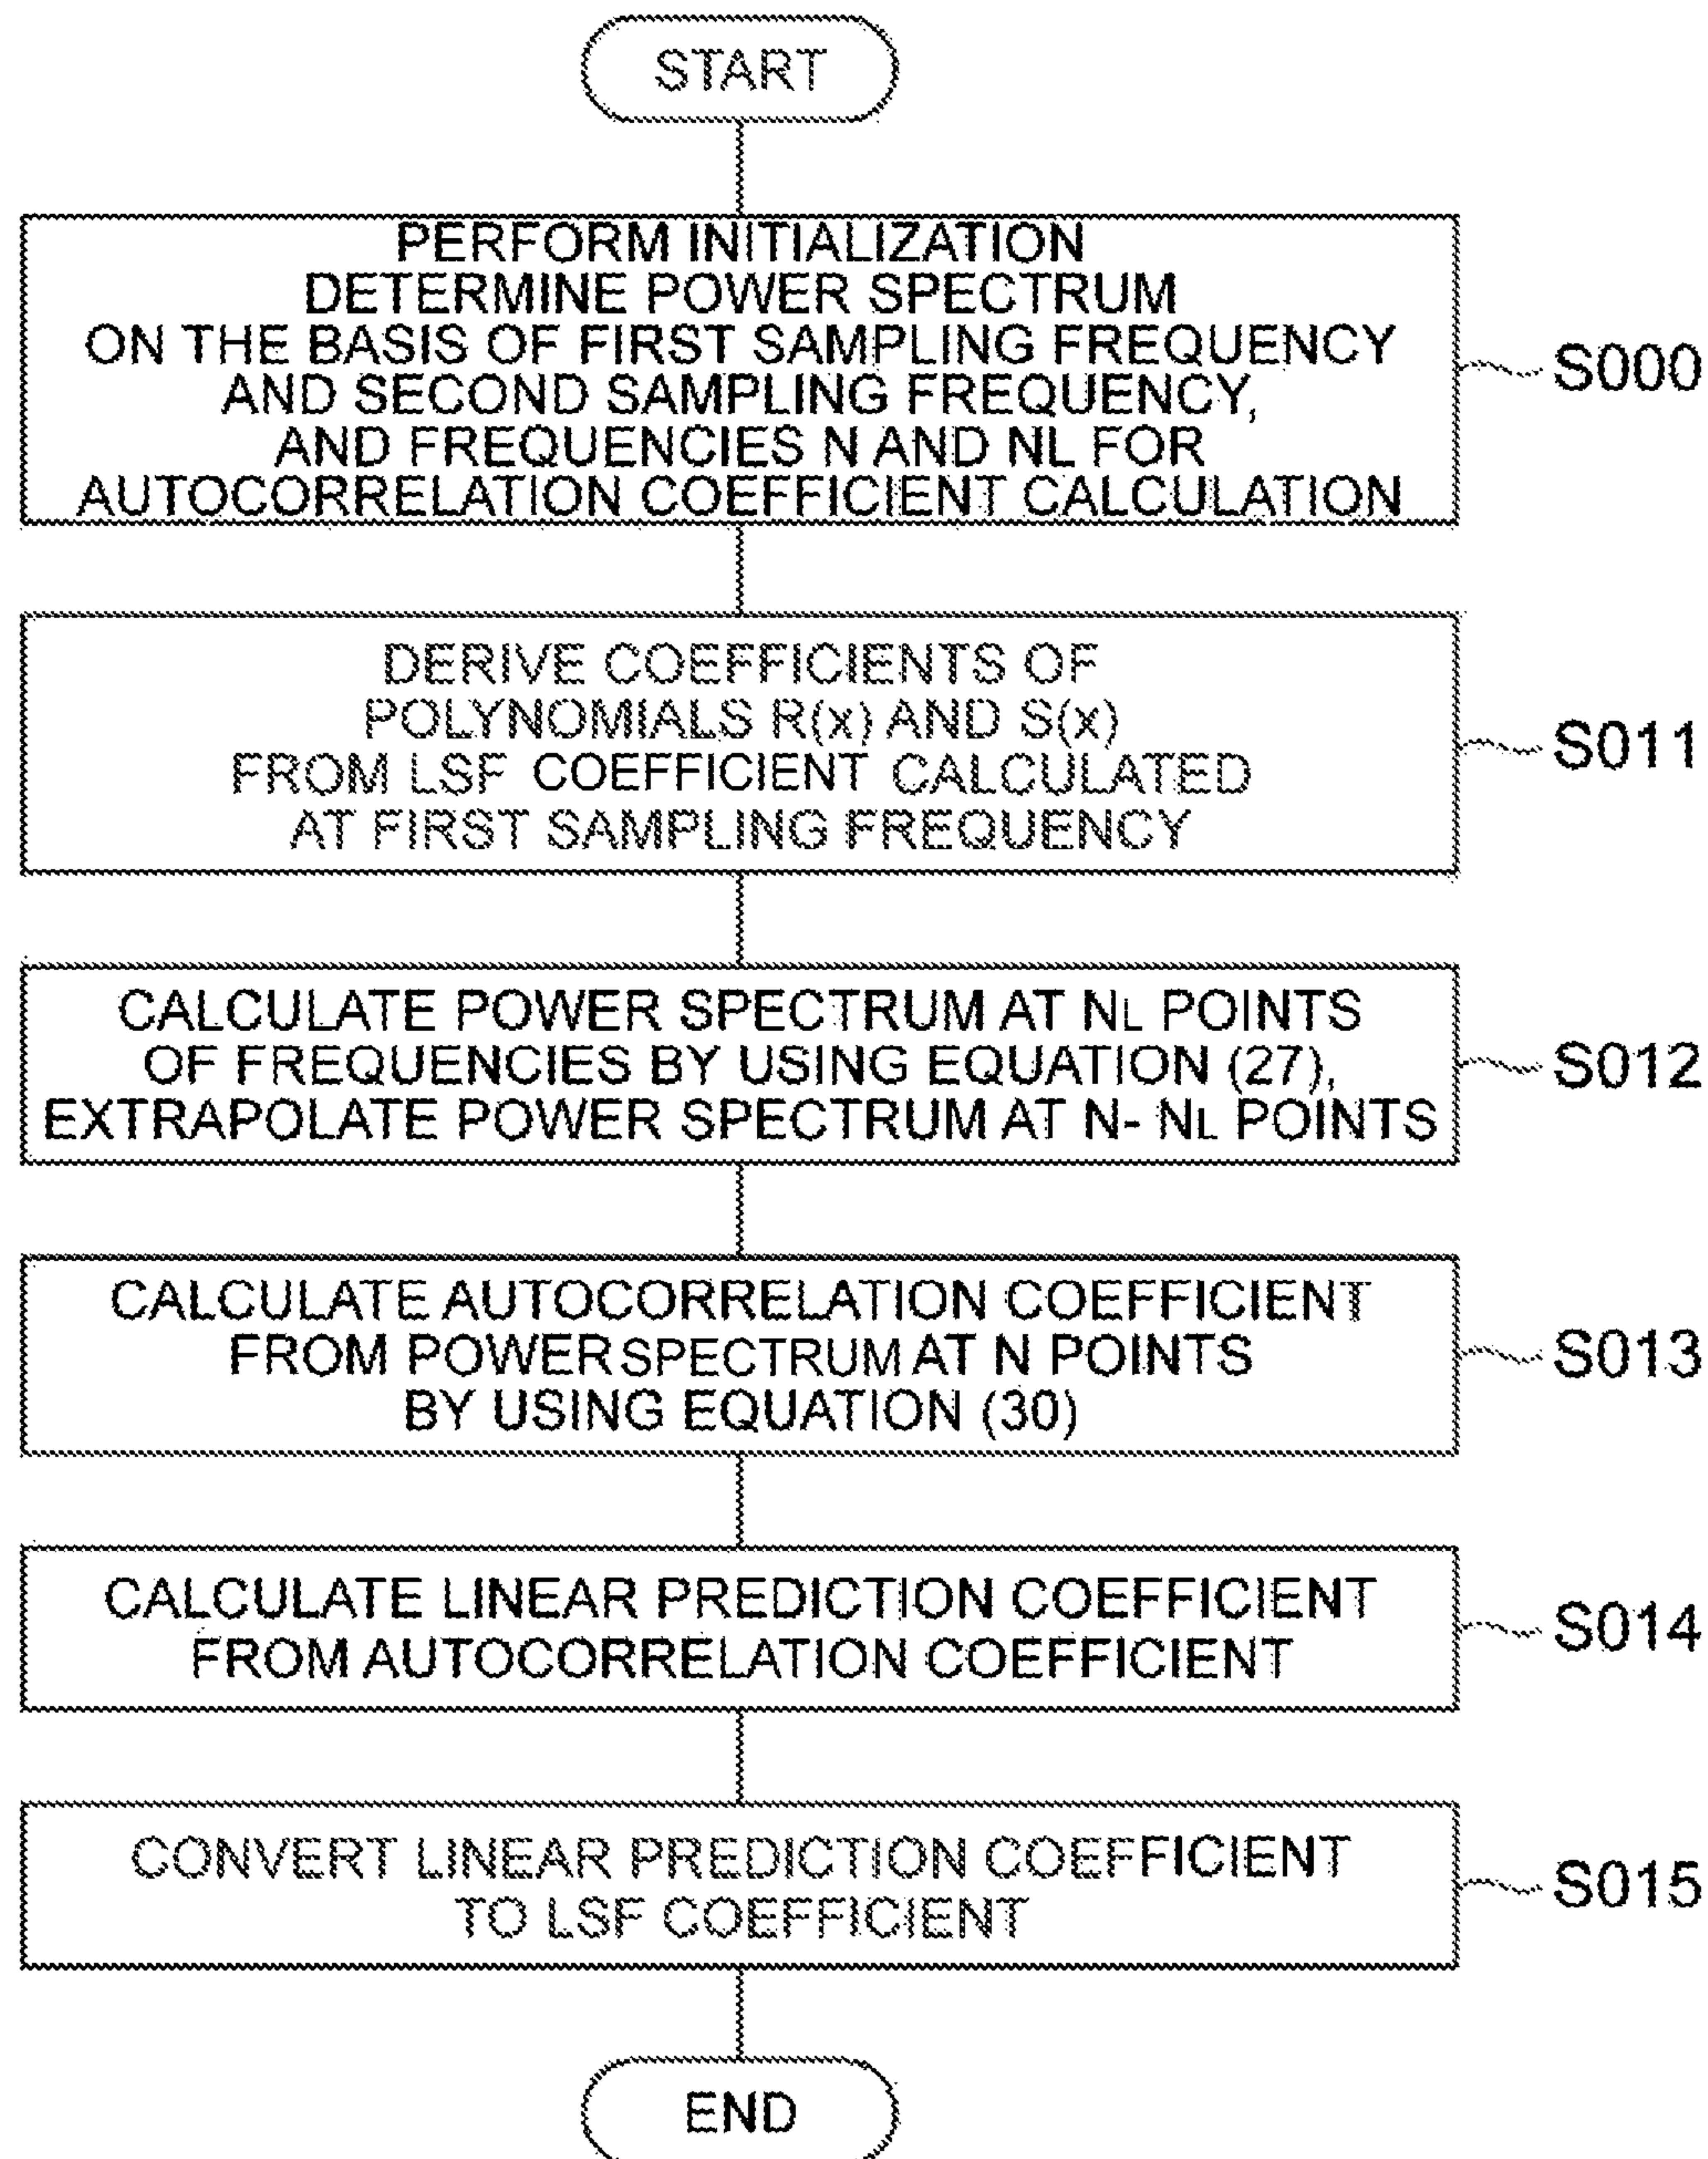 START
PERFORM INITIALIZATION
DETERMINE POWER SPECTRUM
ON THE BASIS OF FIRST SAMPLING FREQUENCY
AND SECOND SAMPLING FREQUENCY,
AND FREQUENCIES N AND NL FOR
AUTOCORRELATION COEFFICIENT CALCULATION
S000
DERIVE COEFFICIENTS OF
POLYNOMIALS R(x) AND S(x)
FROM LSF COEFFICIENT CALCULATED
AT FIRST SAMPLING FREQUENCY
S011
CALCULATE POWER SPECTRUM AT NL POINTS
OF FREQUENCIES BY USING EQUATION (27),
EXTRAPOLATE POWER SPECTRUM AT N- NL POINTS
S012
CALCULATE AUTOCORRELATION COEFFICIENT
FROM POWER SPECTRUM AT N POINTS
BY USING EQUATION (30)
S013
CALCULATE LINEAR PREDICTION COEFFICIENT
FROM AUTOCORRELATION COEFFICIENT
S014
CONVERT LINEAR PREDICTION COEFFICIENT
TO LSF COEFFICIENT
S015
END